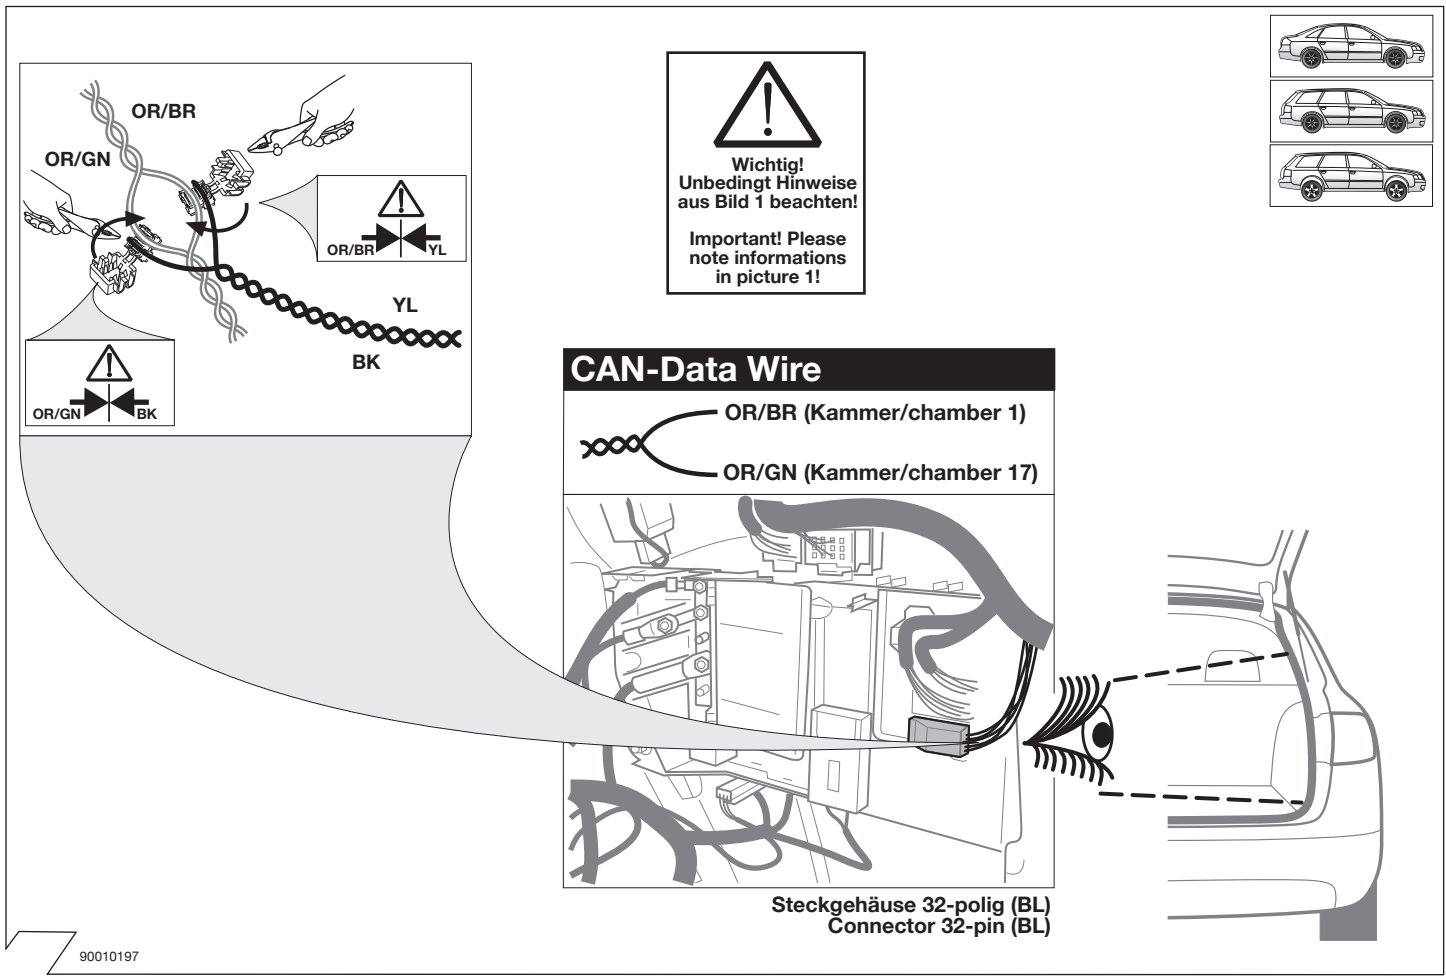 OR/BR
OR/GN
OR/BR YL
YL
BK
OR/GN BK
Wichtig!
Unbedingt Hinweise
aus Bild 1 beachten!
Important! Please
note informations
in picture 1!
CAN-Data Wire
OR/BR (Kammer/chamber 1)
OR/GN (Kammer/chamber 17)
Steckgehäuse 32-polig (BL)
Connector 32-pin (BL)
90010197